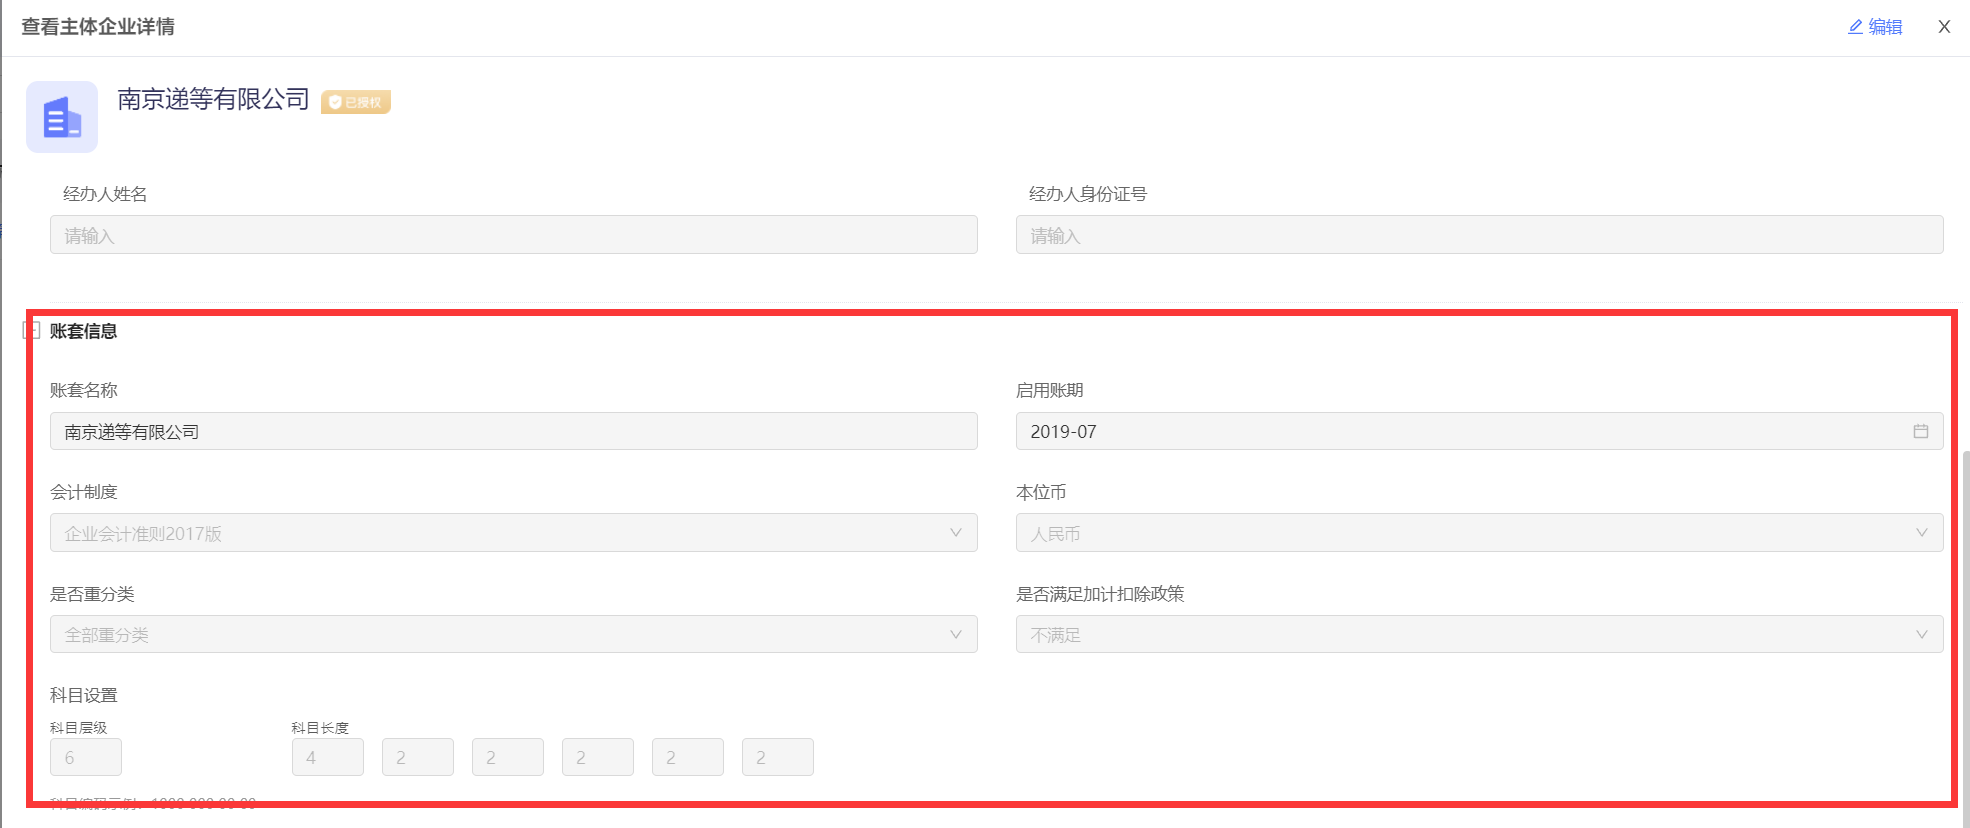 查看主体企业详情
编辑
南京递等有限公司
已授权
经办人姓名
经办人身份证号
请输入
请输入
账套信息
账套名称
启用账期
南京递等有限公司
2019-07
会计制度
本位币
企业会计准则2017版
人民币
是否重分类
是否满足加计扣除政策
全部重分类
不满足
科目设置
科目层级
科目长度
6 4 2 2 2 2 2